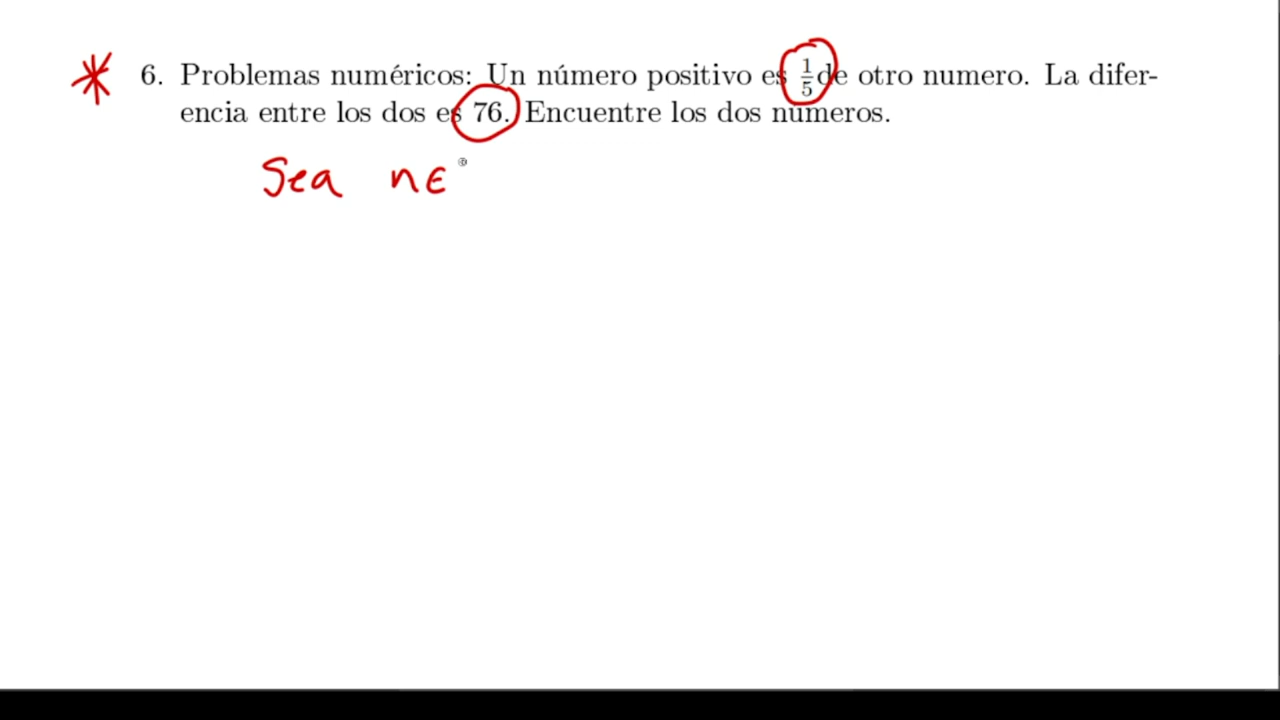 * 6. Problemas numéricos: Un número positivo es 1/5 de otro numero. La difer-
encia entre los dos es 76. Encuentre los dos números.
Sea n∈